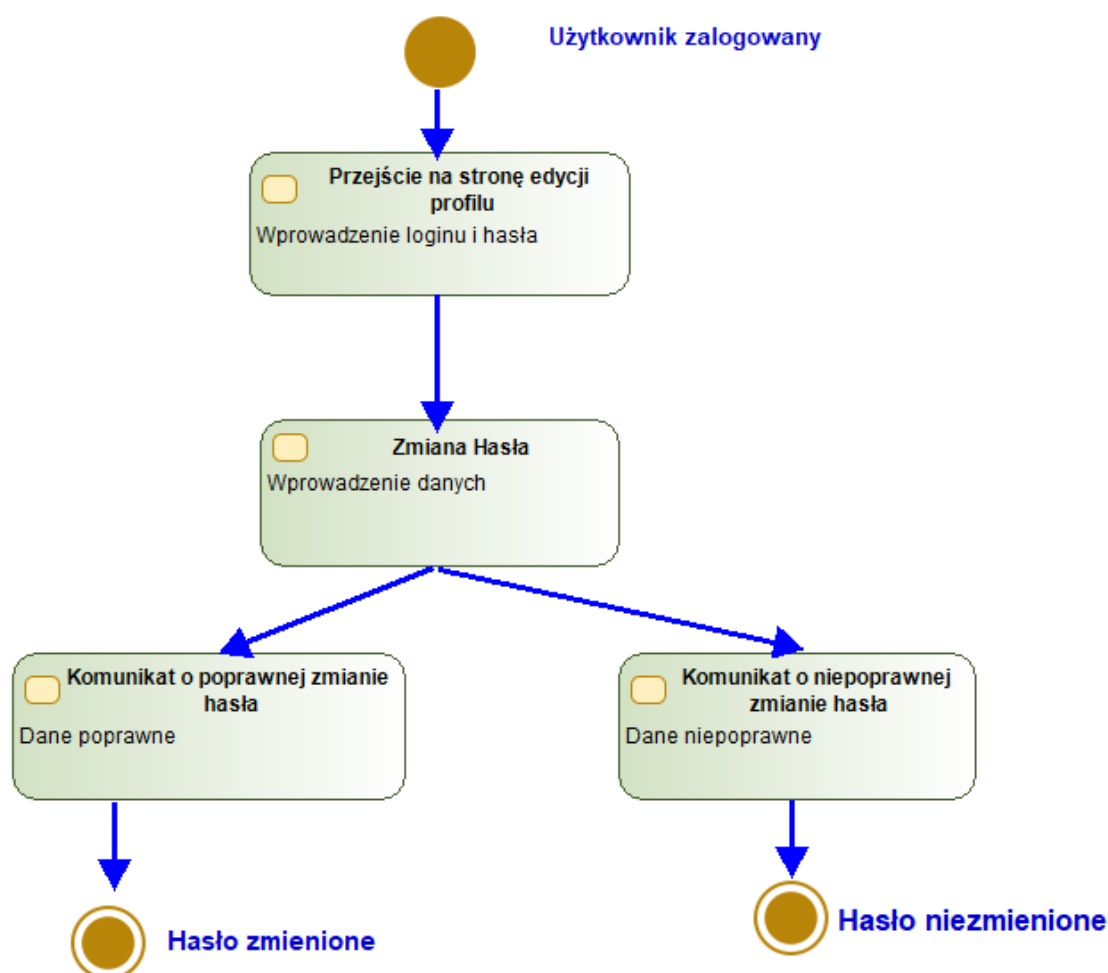 Użytkownik zalogowany
Przejście na stronę edycji
profilu
Wprowadzenie loginu i hasła
Zmiana Hasła
Wprowadzenie danych
Komunikat o poprawnej zmianie
hasła
Dane poprawne
Komunikat o niepoprawnej
zmianie hasła
Dane niepoprawne
Hasło zmienione
Hasło niezmienione